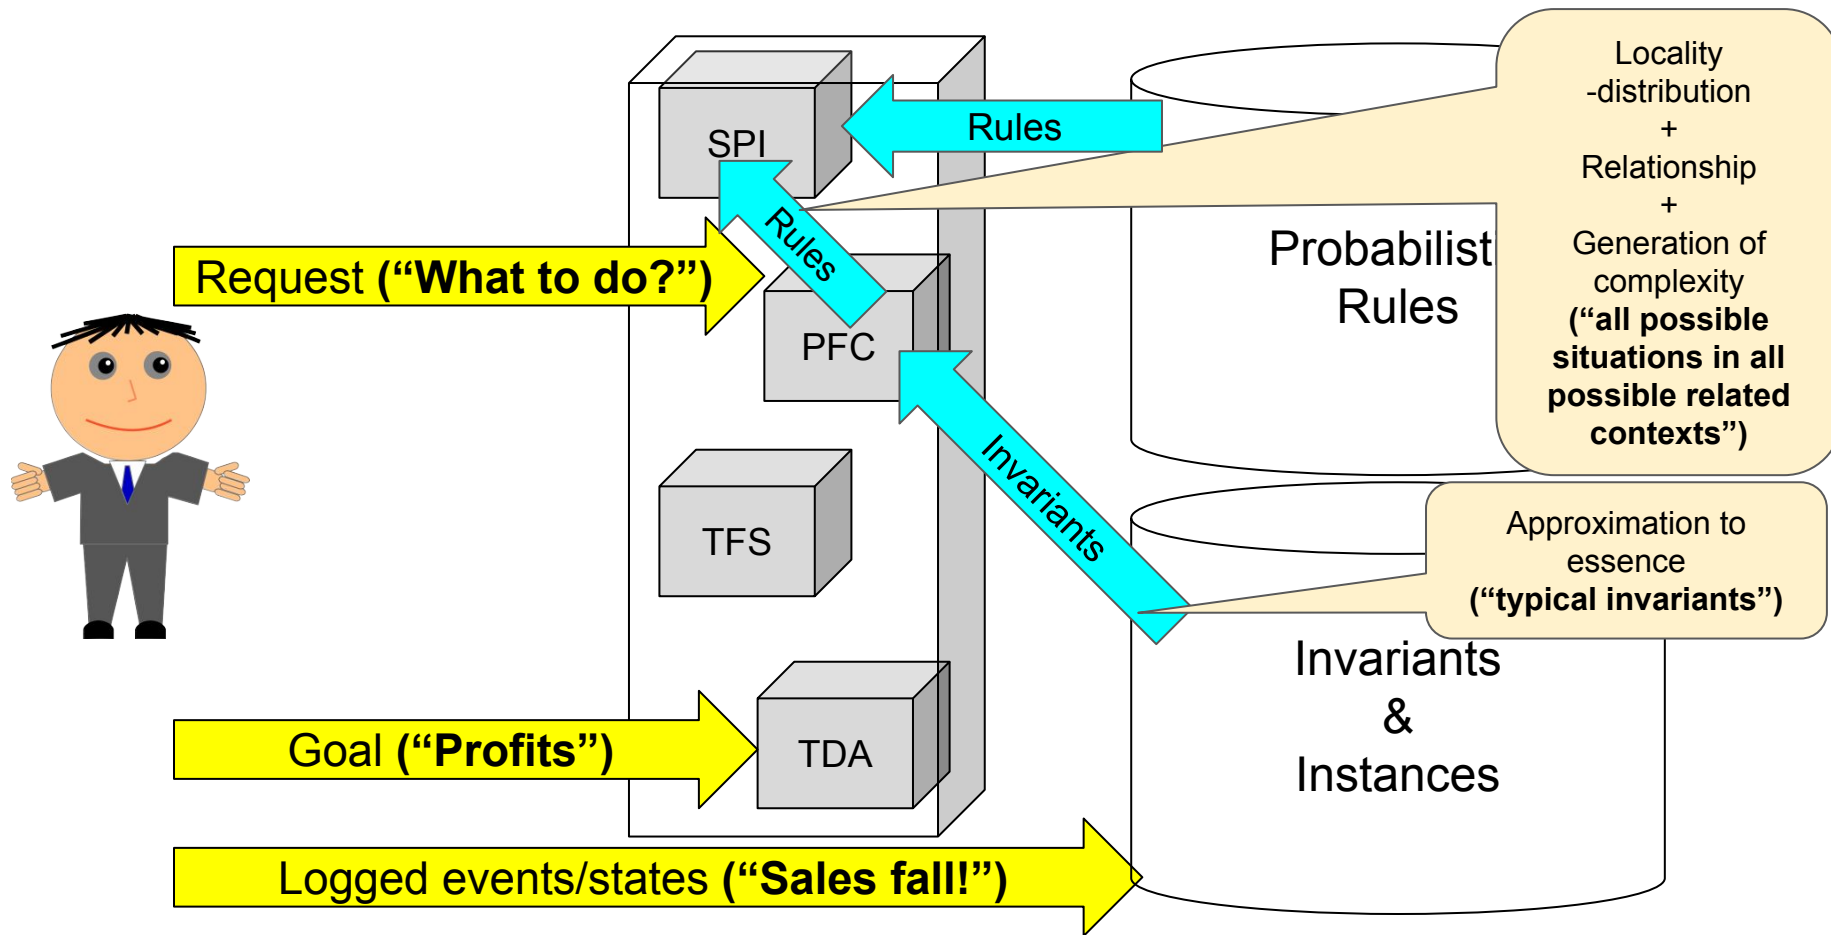 SPI
Rules
Rules
Request (“What to do?”)
PFC
Invariants
TFS
Goal (“Profits”)
TDA
Logged events/states (“Sales fall!”)
Probabilisti
Rules
Locality
-distribution
+
Relationship
+
Generation of
complexity
(“all possible
situations in all
possible related
contexts”)
Approximation to
essence
(“typical invariants”)
Invariants
&
Instances